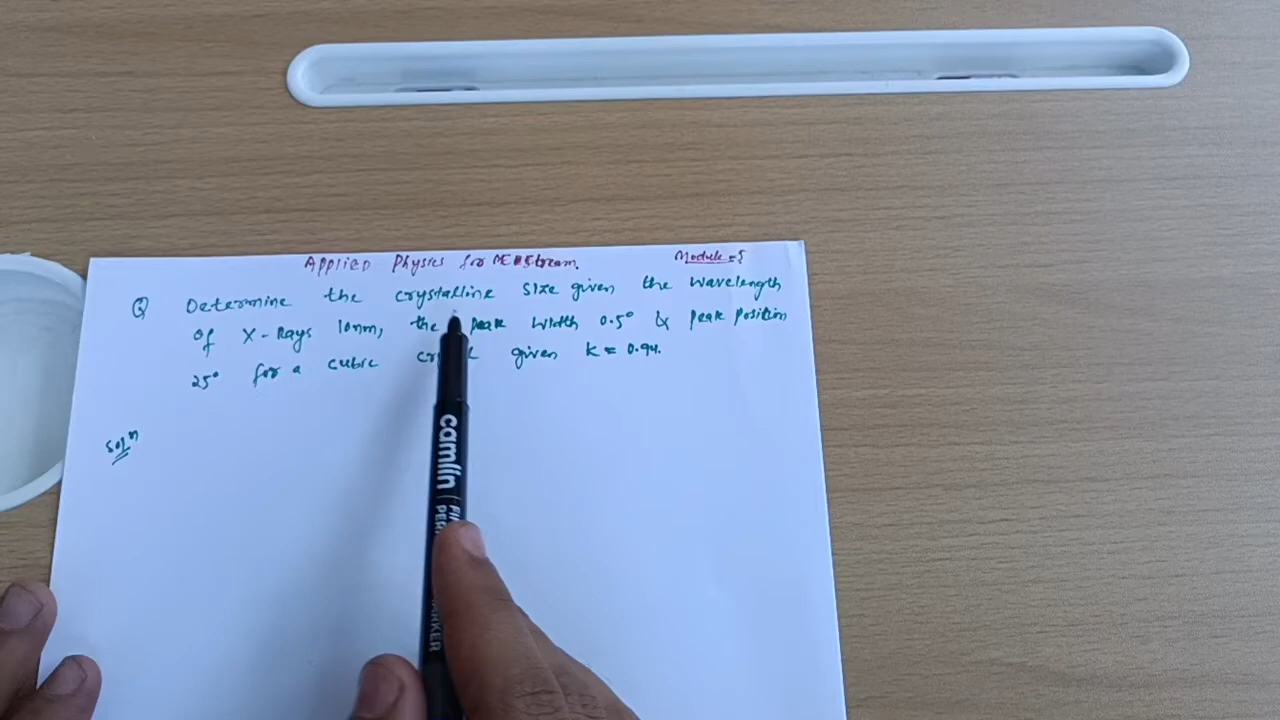 Applied Physics for ME Stream. Module-5
Q Determine the crystalline size given the wavelength
of X-Rays 10nm, the peak width 0.5° & peak position
25° for a cubic given k = 0.94.
Soln
camlin